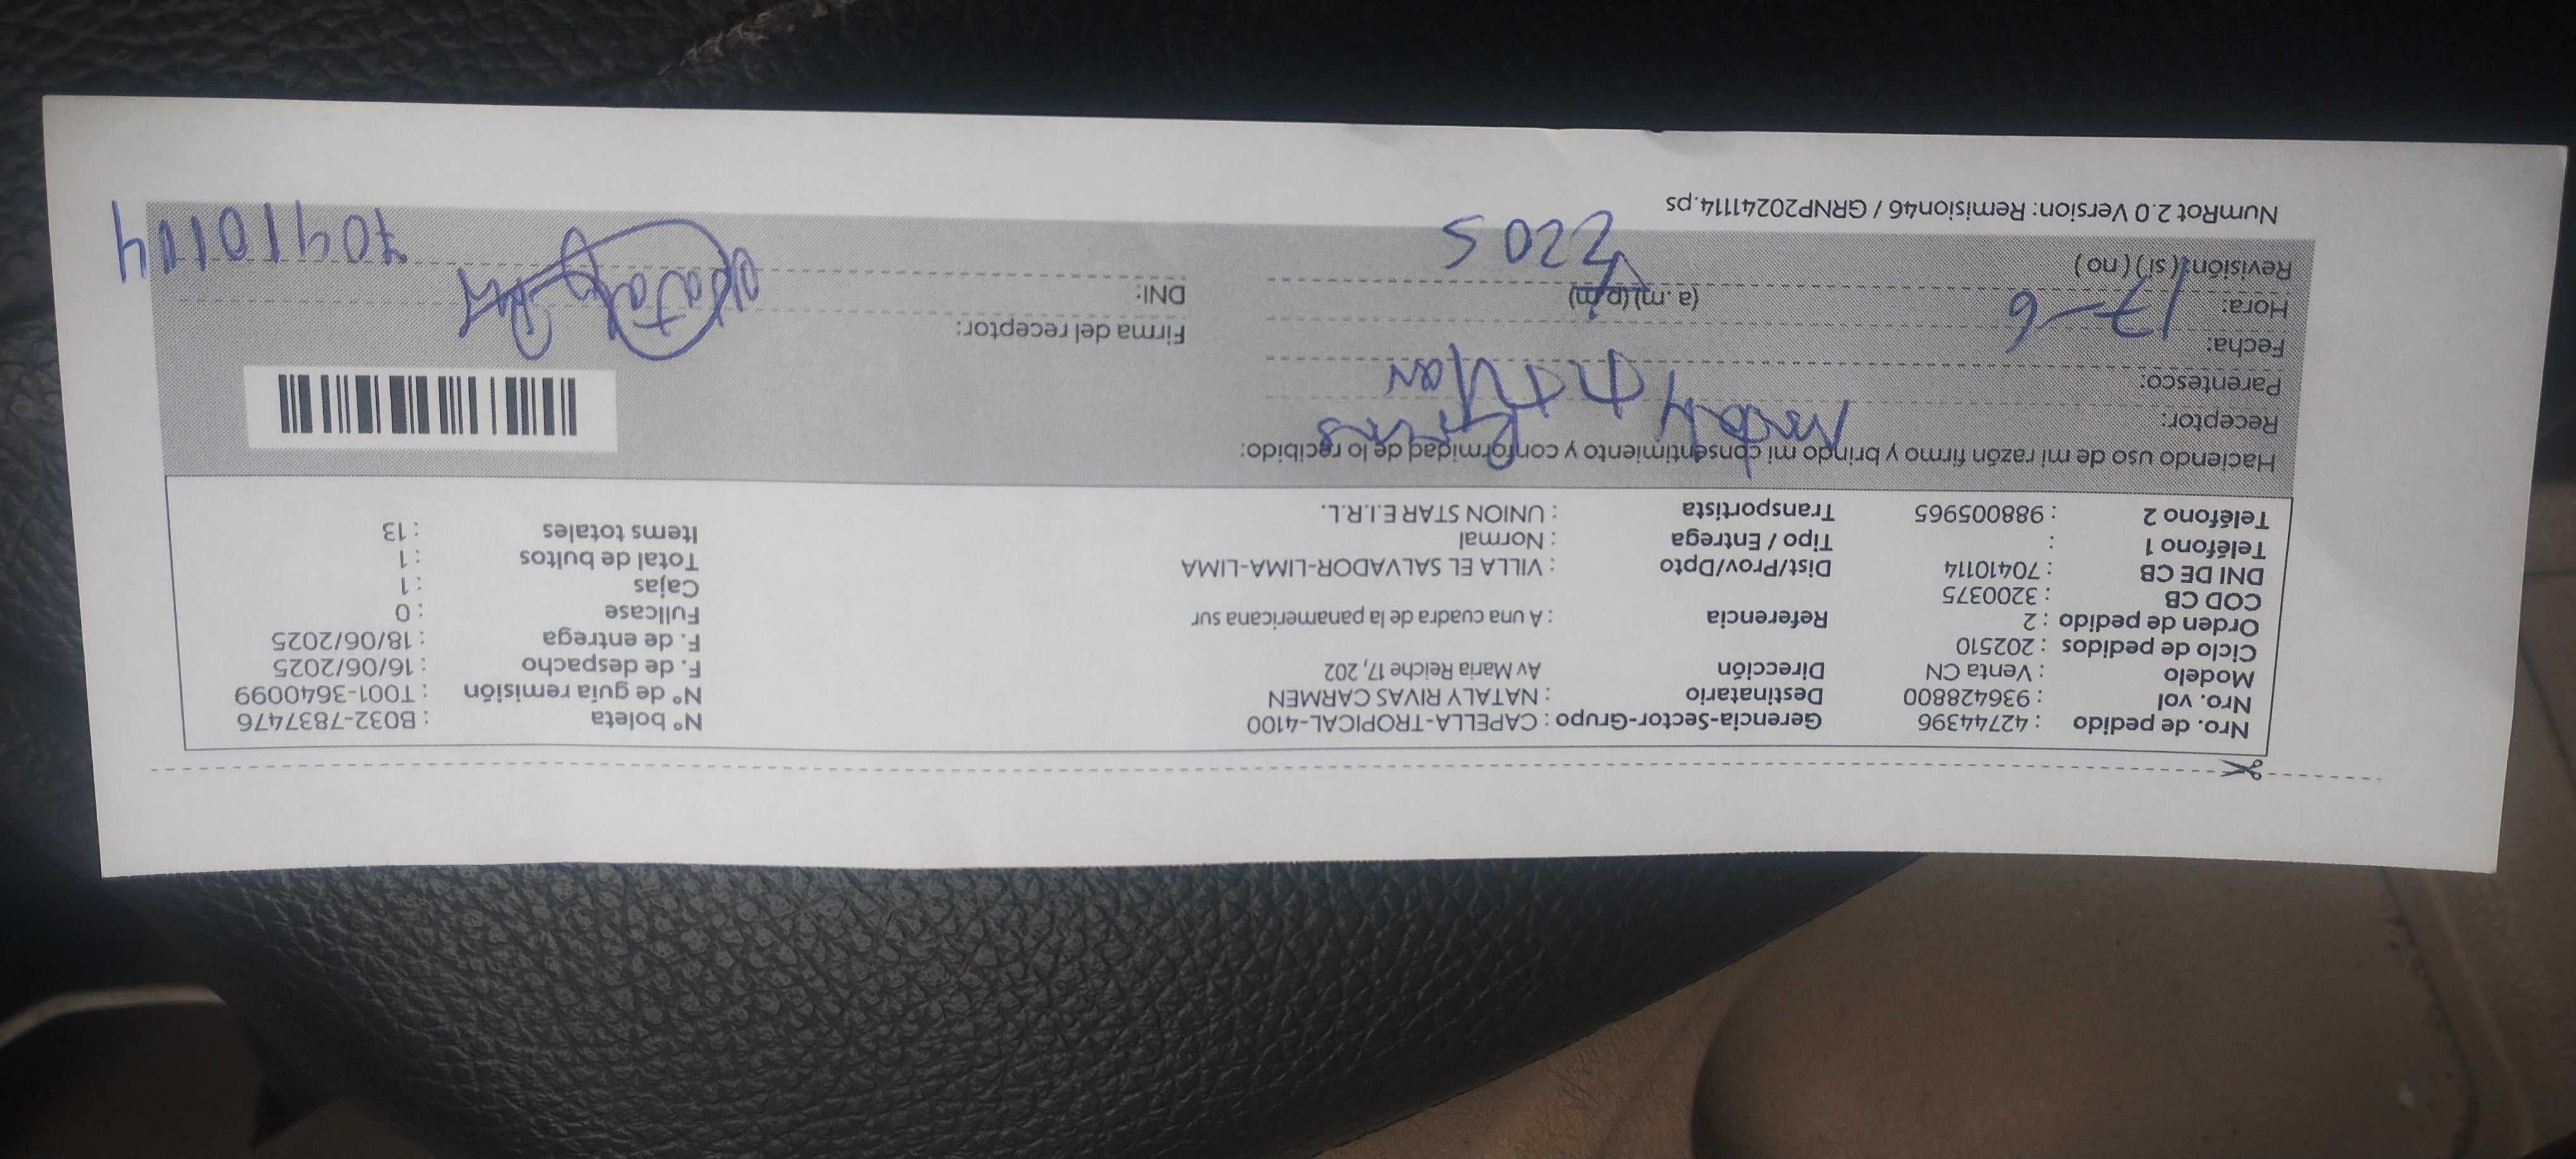 Nro. de pedido : 42744396 Gerencia-Sector-Grupo : CAPELLA-TROPICAL-4100 N° boleta : B032-7837476
Nro. vol : 936428800 Destinatario : NATALY RIVAS CARMEN N° de guía remisión : T001-3640099
Modelo : Venta CN Dirección Av Maria Reiche 17, 202 F. de despacho : 16/06/2025
Ciclo de pedidos : 202510 F. de entrega : 18/06/2025
Orden de pedido : 2 Referencia : A una cuadra de la panamericana sur Fullcase : 0
COD CB : 3200375 Cajas : 1
DNI DE CB : 70410114 Dist/Prov/Dpto : VILLA EL SALVADOR-LIMA-LIMA Total de bultos : 1
Teléfono 1 : Tipo / Entrega : Normal Items totales : 13
Teléfono 2 : 988005965 Transportista : UNION STAR E.I.R.L.
Haciendo uso de mi razón firmo y brindo mi consentimiento y conformidad de lo recibido:
Receptor:
Parentesco:
Fecha: 17-6 Firma del receptor:
Hora: (a. m) (p. m) DNI: 70410114
Revisión: (si) (no) 2205
NumRot 2.0 Version: Remision46 / GRNP20241114.ps